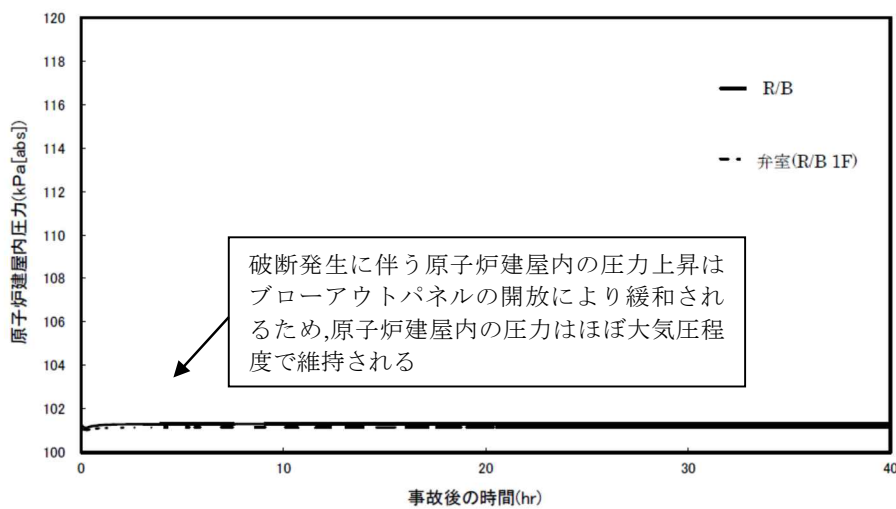 120
118
116
114
112
110
108
106
104
102
100
原子炉建屋内圧力(kPa[abs])
R/B
弁室(R/B 1F)
破断発生に伴う原子炉建屋内の圧力上昇は
ブローアウトパネルの開放により緩和され
るため,原子炉建屋内の圧力はほぼ大気圧程
度で維持される
0 10 20 30 40
事故後の時間(hr)